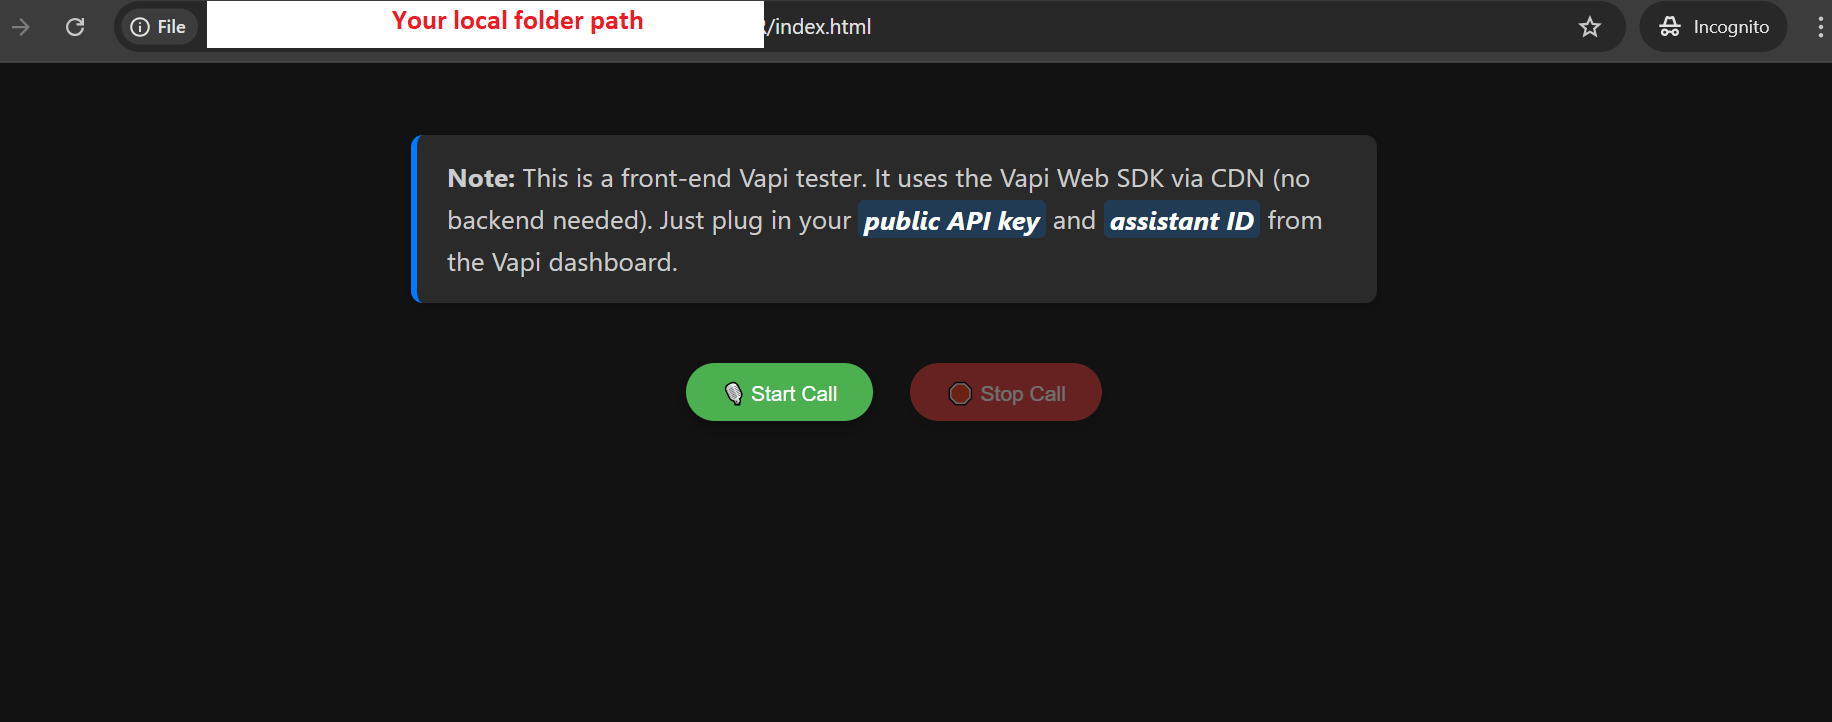 File
Your local folder path
/index.html
Incognito
Note: This is a front-end Vapi tester. It uses the Vapi Web SDK via CDN (no
backend needed). Just plug in your public API key and assistant ID from
the Vapi dashboard.
Start Call
Stop Call